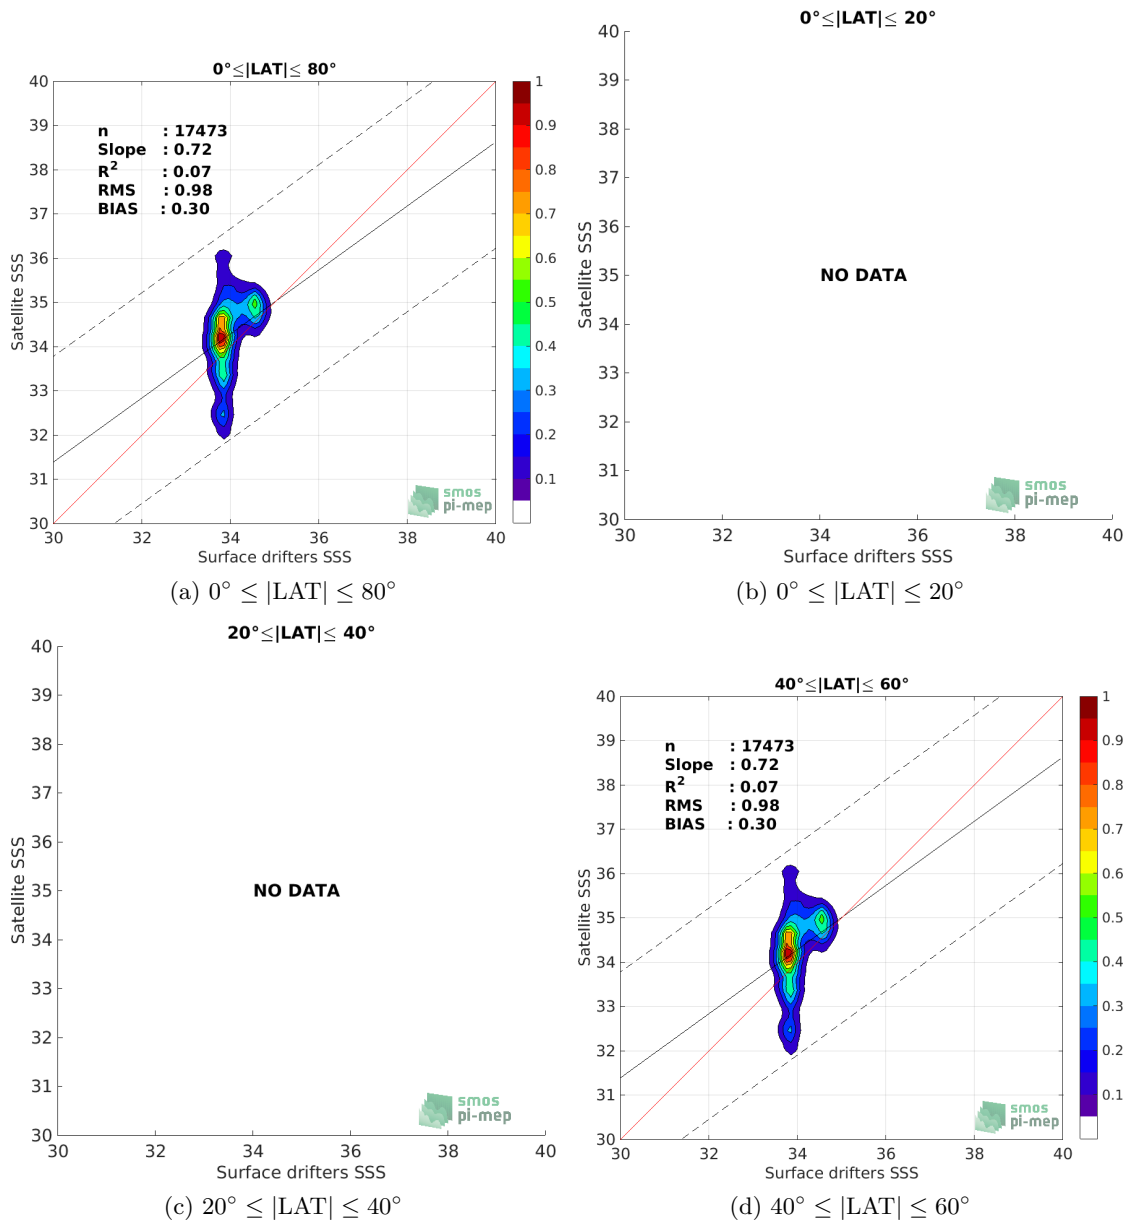 0°≤|LAT|≤ 80°
40
39
38
37
36
35
34
33
32
31
30
Satellite SSS
n : 17473
Slope : 0.72
R2 : 0.07
RMS : 0.98
BIAS : 0.30
smos
pi-mep
30 32 34 36 38 40
Surface drifters SSS
1
0.9
0.8
0.7
0.6
0.5
0.4
0.3
0.2
0.1
(a) 0° ≤ |LAT| ≤ 80°
0°≤|LAT|≤ 20°
40
39
38
37
36
35
34
33
32
31
30
Satellite SSS
NO DATA
smos
pi-mep
30 32 34 36 38 40
Surface drifters SSS
(b) 0° ≤ |LAT| ≤ 20°
20°≤|LAT|≤ 40°
40
39
38
37
36
35
34
33
32
31
30
Satellite SSS
NO DATA
smos
pi-mep
30 32 34 36 38 40
Surface drifters SSS
(c) 20° ≤ |LAT| ≤ 40°
40°≤|LAT|≤ 60°
40
39
38
37
36
35
34
33
32
31
30
Satellite SSS
n : 17473
Slope : 0.72
R2 : 0.07
RMS : 0.98
BIAS : 0.30
smos
pi-mep
30 32 34 36 38 40
Surface drifters SSS
1
0.9
0.8
0.7
0.6
0.5
0.4
0.3
0.2
0.1
(d) 40° ≤ |LAT| ≤ 60°